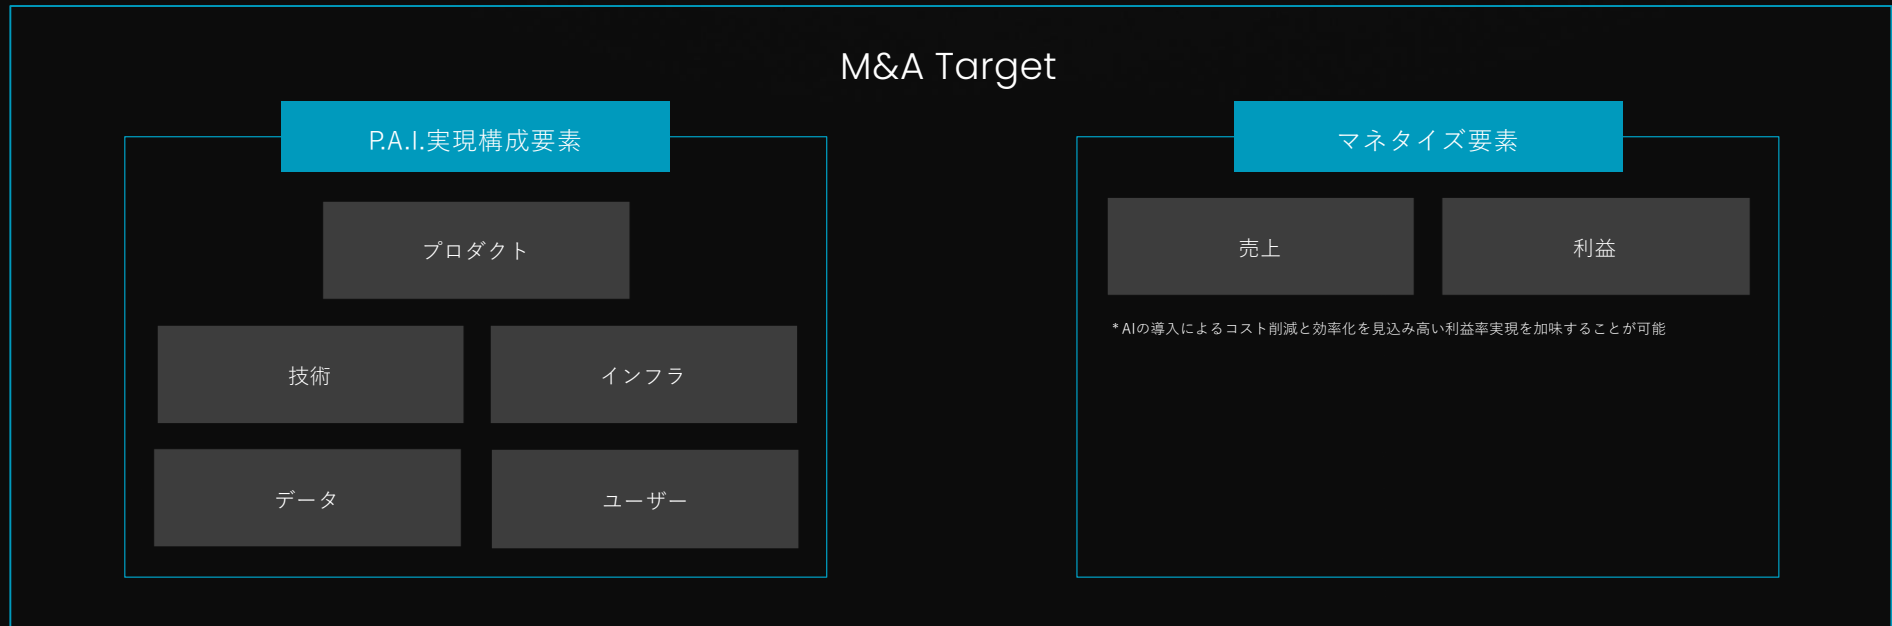 M&A Target
P.A.I.実現構成要素
プロダクト
技術
インフラ
データ
ユーザー
マネタイズ要素
売上
利益
* AIの導入によるコスト削減と効率化を見込み高い利益率実現を加味することが可能